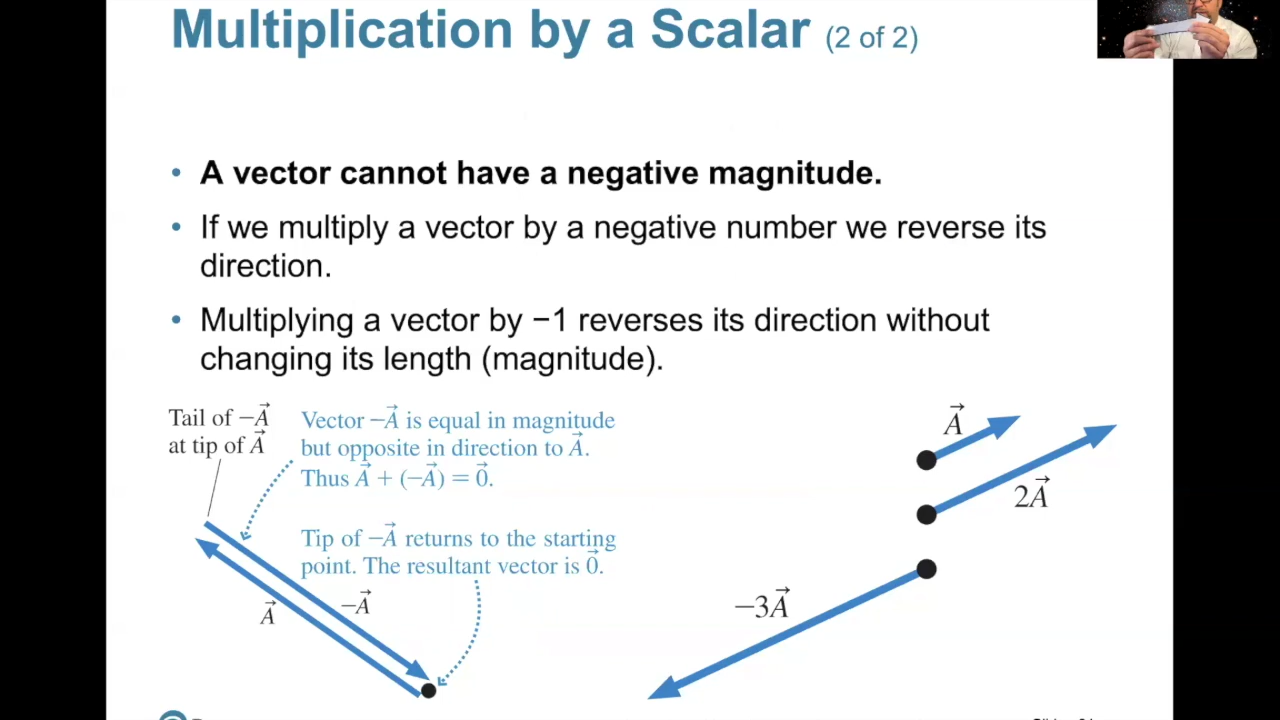 Multiplication by a Scalar (2 of 2)
• A vector cannot have a negative magnitude.
• If we multiply a vector by a negative number we reverse its
direction.
• Multiplying a vector by −1 reverses its direction without
changing its length (magnitude).
Tail of −A⃗
at tip of A⃗
Vector −A⃗ is equal in magnitude
but opposite in direction to A⃗.
Thus A⃗ + (−A⃗) = 0⃗.
Tip of −A⃗ returns to the starting
point. The resultant vector is 0⃗.
A⃗
−A⃗
A⃗
2A⃗
−3A⃗